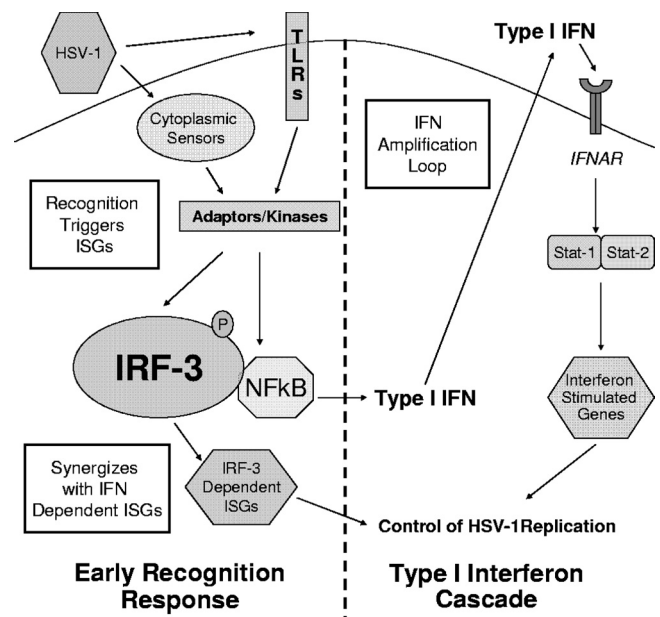 HSV-1
TLRs
Type I IFN
Cytoplasmic
Sensors
IFN
Amplification
Loop
IFNAR
Recognition
Triggers
ISGs
Adaptors/Kinases
Stat-1 Stat-2
P
IRF-3
NFkB
Type I IFN
Interferon
Stimulated
Genes
Synergizes
with IFN
Dependent ISGs
IRF-3
Dependent
ISGs
Control of HSV-1Replication
Early Recognition
Response
Type I Interferon
Cascade